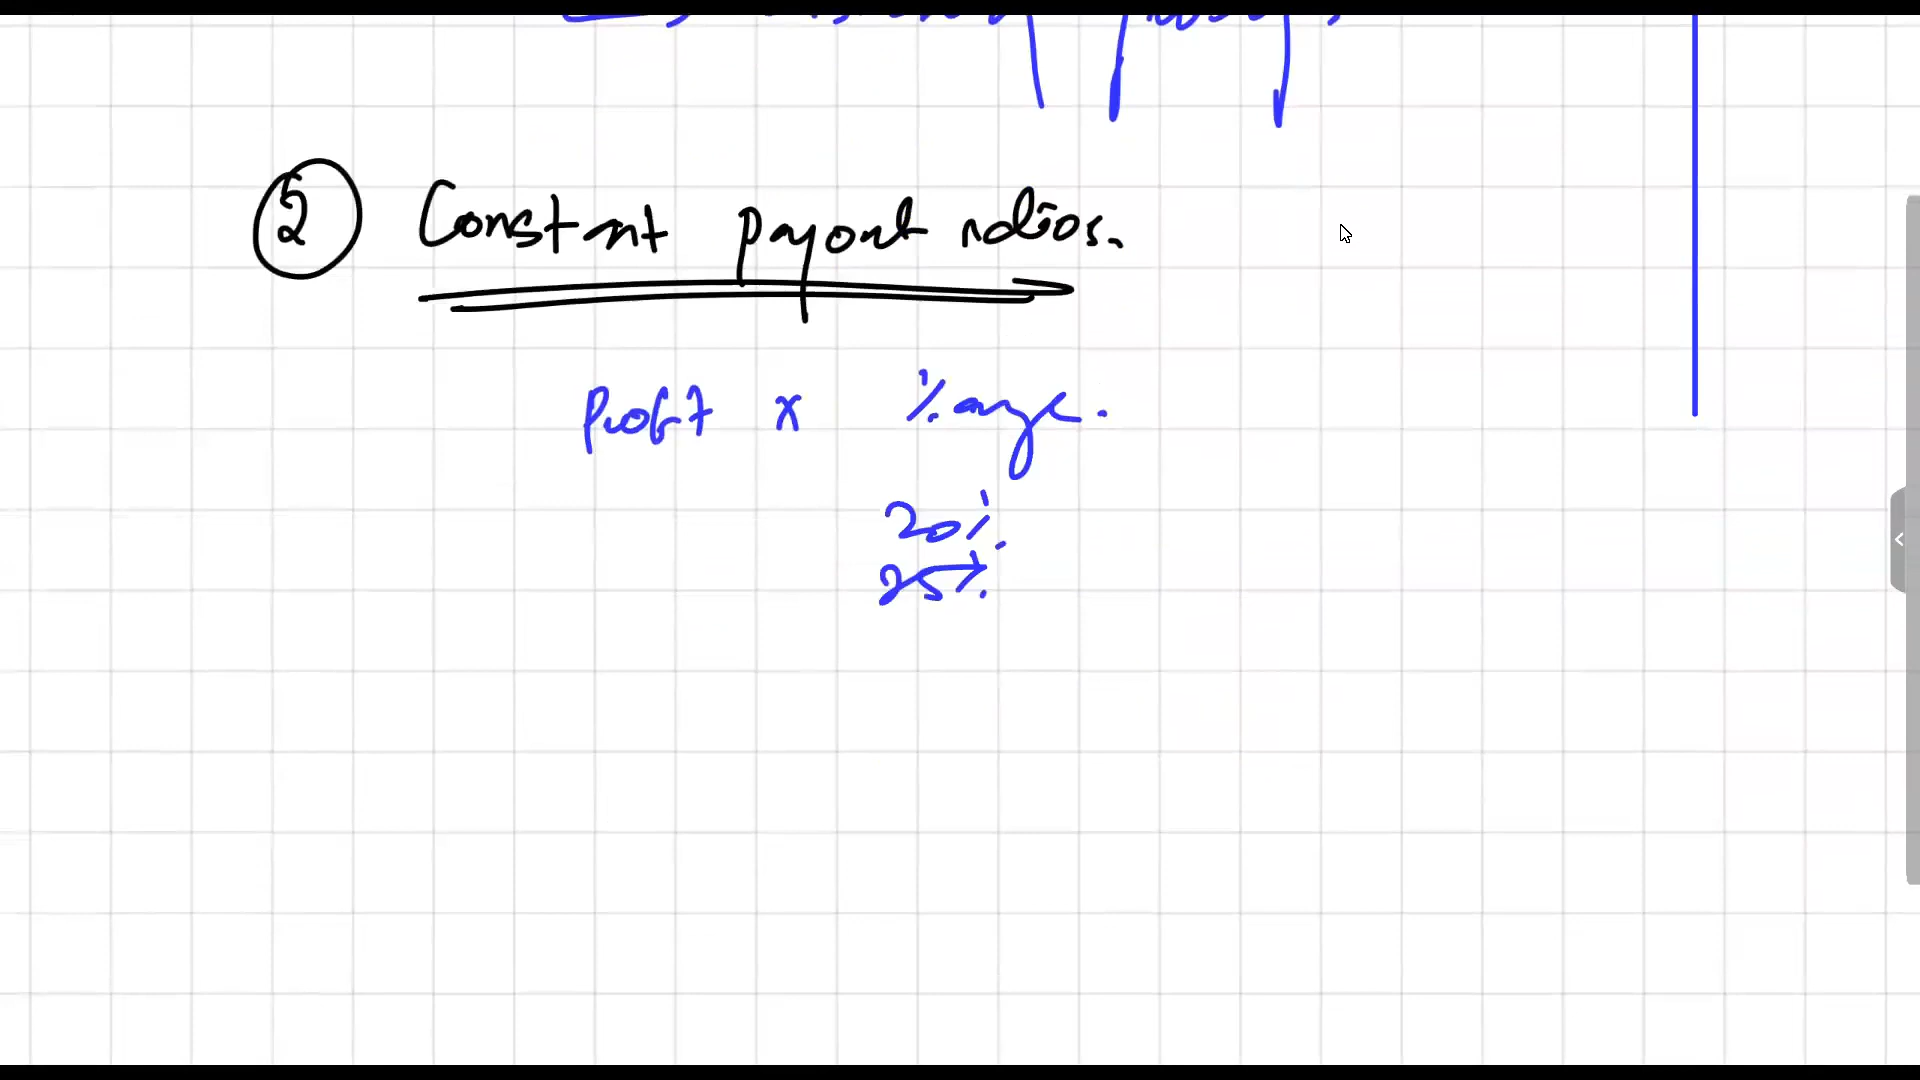 ② Constant payout ratios.
Profit x %age.
20%
25%